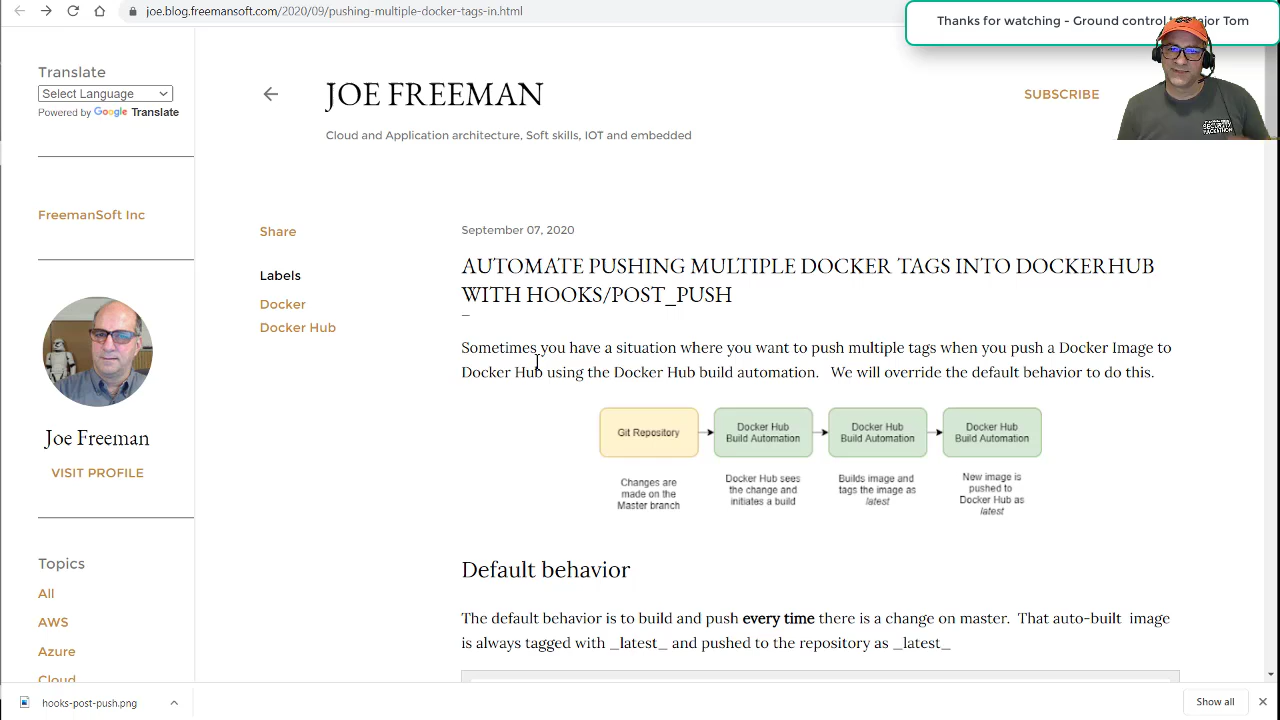 joe.blog.freemansoft.com/2020/09/pushing-multiple-docker-tags-in.html
Thanks for watching - Ground control Major Tom
Translate
Select Language
Powered by Google Translate
FreemanSoft Inc
Joe Freeman
VISIT PROFILE
Topics
All
AWS
Azure
Cloud
JOE FREEMAN
SUBSCRIBE
Cloud and Application architecture, Soft skills, IOT and embedded
Share
Labels
Docker
Docker Hub
September 07, 2020
AUTOMATE PUSHING MULTIPLE DOCKER TAGS INTO DOCKERHUB
WITH HOOKS/POST_PUSH
Sometimes you have a situation where you want to push multiple tags when you push a Docker Image to
Docker Hub using the Docker Hub build automation. We will override the default behavior to do this.
Git Repository
Changes are
made on the
Master branch
Docker Hub
Build Automation
Docker Hub sees
the change and
initiates a build
Docker Hub
Build Automation
Builds image and
tags the image as
latest
Docker Hub
Build Automation
New image is
pushed to
Docker Hub as
latest
Default behavior
The default behavior is to build and push every time there is a change on master. That auto-built image
is always tagged with _latest_ and pushed to the repository as _latest_
hooks-post-push.png
Show all